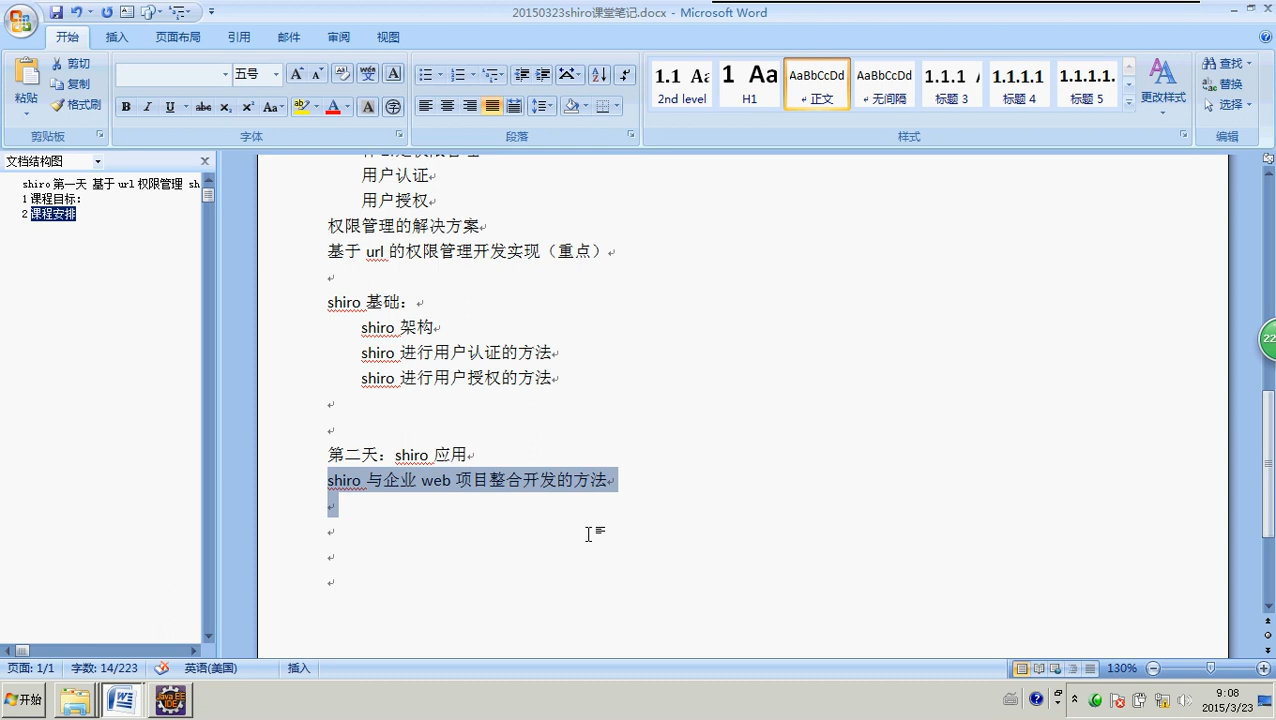 20150323shiro课堂笔记.docx - Microsoft Word
开始 插入 页面布局 引用 邮件 审阅 视图
粘贴
剪切
复制
格式刷
五号
1.1 Aa
2nd level
1 Aa
H1
AaBbCcDd
正文
AaBbCcDd
无间隔
1.1.1 A
标题 3
1.1.1.1
标题 4
1.1.1.1.
标题 5
更改样式
查找
替换
选择
剪贴板 字体 段落 样式 编辑
文档结构图
shiro 第一天 基于 url 权限管理 sh
1 课程目标:
2 课程安排
用户认证
用户授权
权限管理的解决方案
基于 url 的权限管理开发实现（重点）
shiro 基础：
shiro 架构
shiro 进行用户认证的方法
shiro 进行用户授权的方法
第二天：shiro 应用
shiro 与企业 web 项目整合开发的方法
22
页面: 1/1 字数: 14/223 英语(美国) 插入 130%
开始
Java EE
IDE
9:08
2015/3/23